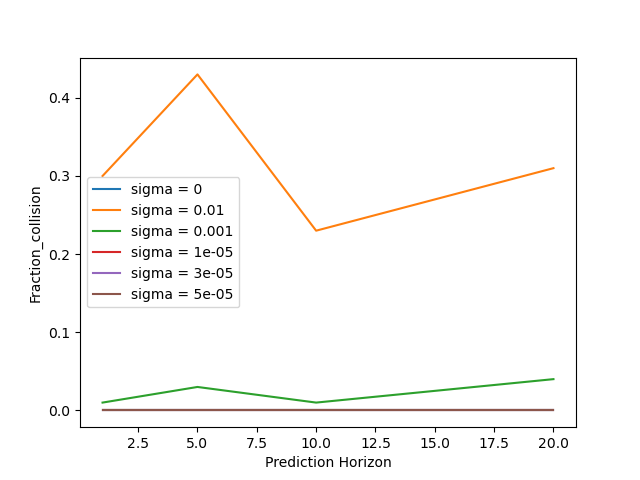 0.4
0.3
0.2
0.1
0.0
Fraction_collision
sigma = 0
sigma = 0.01
sigma = 0.001
sigma = 1e-05
sigma = 3e-05
sigma = 5e-05
2.5 5.0 7.5 10.0 12.5 15.0 17.5 20.0
Prediction Horizon